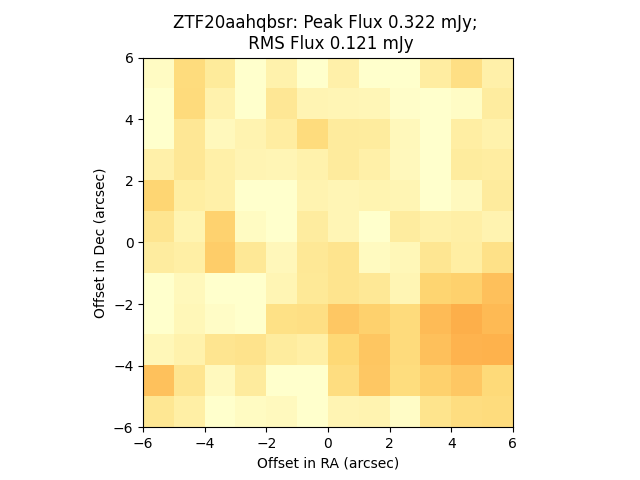 ZTF20aahqbsr: Peak Flux 0.322 mJy;
RMS Flux 0.121 mJy
6
4
2
0
−2
−4
−6
Offset in Dec (arcsec)
−6 −4 −2 0 2 4 6
Offset in RA (arcsec)